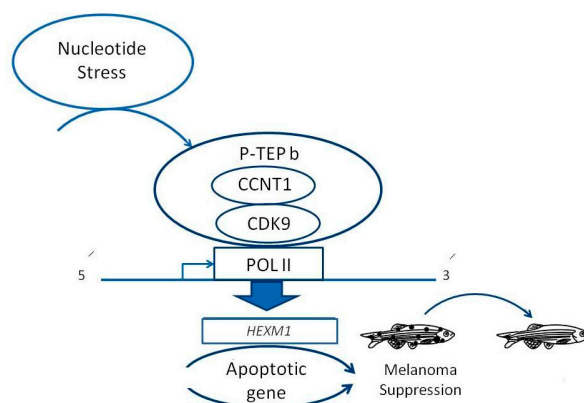 Nucleotide
Stress
P-TEP b
CCNT1
CDK9
POL II
5 ′
3 ′
HEXM1
Apoptotic
gene
Melanoma
Suppression